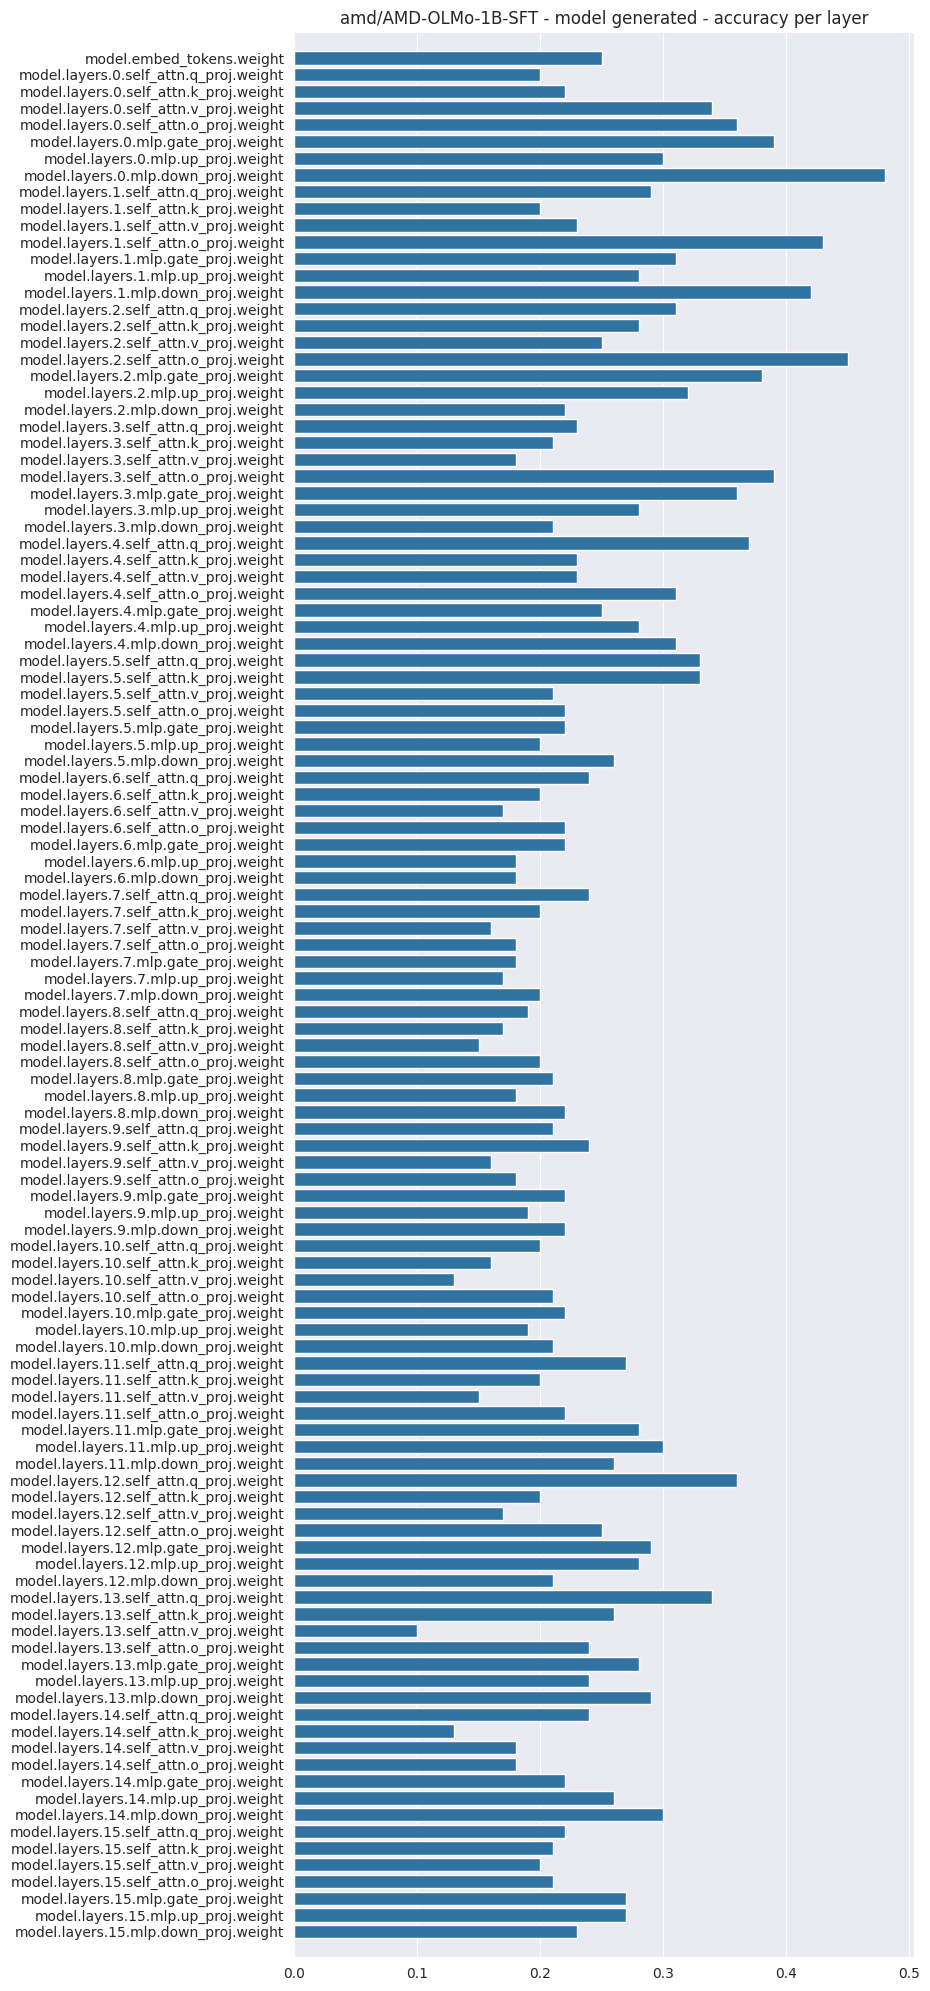 amd/AMD-OLMo-1B-SFT - model generated - accuracy per layer
model.embed_tokens.weight
model.layers.0.self_attn.q_proj.weight
model.layers.0.self_attn.k_proj.weight
model.layers.0.self_attn.v_proj.weight
model.layers.0.self_attn.o_proj.weight
model.layers.0.mlp.gate_proj.weight
model.layers.0.mlp.up_proj.weight
model.layers.0.mlp.down_proj.weight
model.layers.1.self_attn.q_proj.weight
model.layers.1.self_attn.k_proj.weight
model.layers.1.self_attn.v_proj.weight
model.layers.1.self_attn.o_proj.weight
model.layers.1.mlp.gate_proj.weight
model.layers.1.mlp.up_proj.weight
model.layers.1.mlp.down_proj.weight
model.layers.2.self_attn.q_proj.weight
model.layers.2.self_attn.k_proj.weight
model.layers.2.self_attn.v_proj.weight
model.layers.2.self_attn.o_proj.weight
model.layers.2.mlp.gate_proj.weight
model.layers.2.mlp.up_proj.weight
model.layers.2.mlp.down_proj.weight
model.layers.3.self_attn.q_proj.weight
model.layers.3.self_attn.k_proj.weight
model.layers.3.self_attn.v_proj.weight
model.layers.3.self_attn.o_proj.weight
model.layers.3.mlp.gate_proj.weight
model.layers.3.mlp.up_proj.weight
model.layers.3.mlp.down_proj.weight
model.layers.4.self_attn.q_proj.weight
model.layers.4.self_attn.k_proj.weight
model.layers.4.self_attn.v_proj.weight
model.layers.4.self_attn.o_proj.weight
model.layers.4.mlp.gate_proj.weight
model.layers.4.mlp.up_proj.weight
model.layers.4.mlp.down_proj.weight
model.layers.5.self_attn.q_proj.weight
model.layers.5.self_attn.k_proj.weight
model.layers.5.self_attn.v_proj.weight
model.layers.5.self_attn.o_proj.weight
model.layers.5.mlp.gate_proj.weight
model.layers.5.mlp.up_proj.weight
model.layers.5.mlp.down_proj.weight
model.layers.6.self_attn.q_proj.weight
model.layers.6.self_attn.k_proj.weight
model.layers.6.self_attn.v_proj.weight
model.layers.6.self_attn.o_proj.weight
model.layers.6.mlp.gate_proj.weight
model.layers.6.mlp.up_proj.weight
model.layers.6.mlp.down_proj.weight
model.layers.7.self_attn.q_proj.weight
model.layers.7.self_attn.k_proj.weight
model.layers.7.self_attn.v_proj.weight
model.layers.7.self_attn.o_proj.weight
model.layers.7.mlp.gate_proj.weight
model.layers.7.mlp.up_proj.weight
model.layers.7.mlp.down_proj.weight
model.layers.8.self_attn.q_proj.weight
model.layers.8.self_attn.k_proj.weight
model.layers.8.self_attn.v_proj.weight
model.layers.8.self_attn.o_proj.weight
model.layers.8.mlp.gate_proj.weight
model.layers.8.mlp.up_proj.weight
model.layers.8.mlp.down_proj.weight
model.layers.9.self_attn.q_proj.weight
model.layers.9.self_attn.k_proj.weight
model.layers.9.self_attn.v_proj.weight
model.layers.9.self_attn.o_proj.weight
model.layers.9.mlp.gate_proj.weight
model.layers.9.mlp.up_proj.weight
model.layers.9.mlp.down_proj.weight
model.layers.10.self_attn.q_proj.weight
model.layers.10.self_attn.k_proj.weight
model.layers.10.self_attn.v_proj.weight
model.layers.10.self_attn.o_proj.weight
model.layers.10.mlp.gate_proj.weight
model.layers.10.mlp.up_proj.weight
model.layers.10.mlp.down_proj.weight
model.layers.11.self_attn.q_proj.weight
model.layers.11.self_attn.k_proj.weight
model.layers.11.self_attn.v_proj.weight
model.layers.11.self_attn.o_proj.weight
model.layers.11.mlp.gate_proj.weight
model.layers.11.mlp.up_proj.weight
model.layers.11.mlp.down_proj.weight
model.layers.12.self_attn.q_proj.weight
model.layers.12.self_attn.k_proj.weight
model.layers.12.self_attn.v_proj.weight
model.layers.12.self_attn.o_proj.weight
model.layers.12.mlp.gate_proj.weight
model.layers.12.mlp.up_proj.weight
model.layers.12.mlp.down_proj.weight
model.layers.13.self_attn.q_proj.weight
model.layers.13.self_attn.k_proj.weight
model.layers.13.self_attn.v_proj.weight
model.layers.13.self_attn.o_proj.weight
model.layers.13.mlp.gate_proj.weight
model.layers.13.mlp.up_proj.weight
model.layers.13.mlp.down_proj.weight
model.layers.14.self_attn.q_proj.weight
model.layers.14.self_attn.k_proj.weight
model.layers.14.self_attn.v_proj.weight
model.layers.14.self_attn.o_proj.weight
model.layers.14.mlp.gate_proj.weight
model.layers.14.mlp.up_proj.weight
model.layers.14.mlp.down_proj.weight
model.layers.15.self_attn.q_proj.weight
model.layers.15.self_attn.k_proj.weight
model.layers.15.self_attn.v_proj.weight
model.layers.15.self_attn.o_proj.weight
model.layers.15.mlp.gate_proj.weight
model.layers.15.mlp.up_proj.weight
model.layers.15.mlp.down_proj.weight
0.0 0.1 0.2 0.3 0.4 0.5